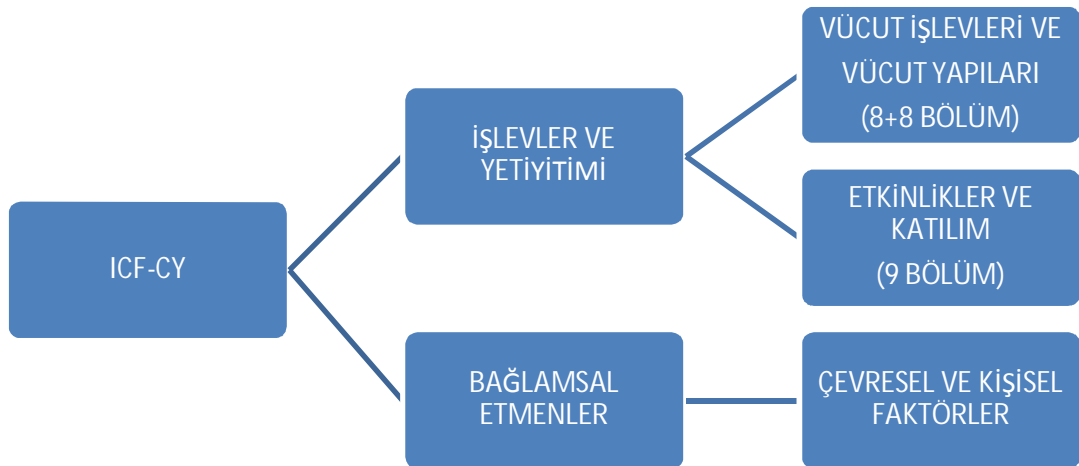 ICF-CY
İŞLEVLER VE
YETİYİTİMİ
VÜCUT İŞLEVLERİ VE
VÜCUT YAPILARI
(8+8 BÖLÜM)
ETKİNLİKLER VE
KATILIM
(9 BÖLÜM)
BAĞLAMSAL
ETMENLER
ÇEVRESEL VE KİŞİSEL
FAKTÖRLER